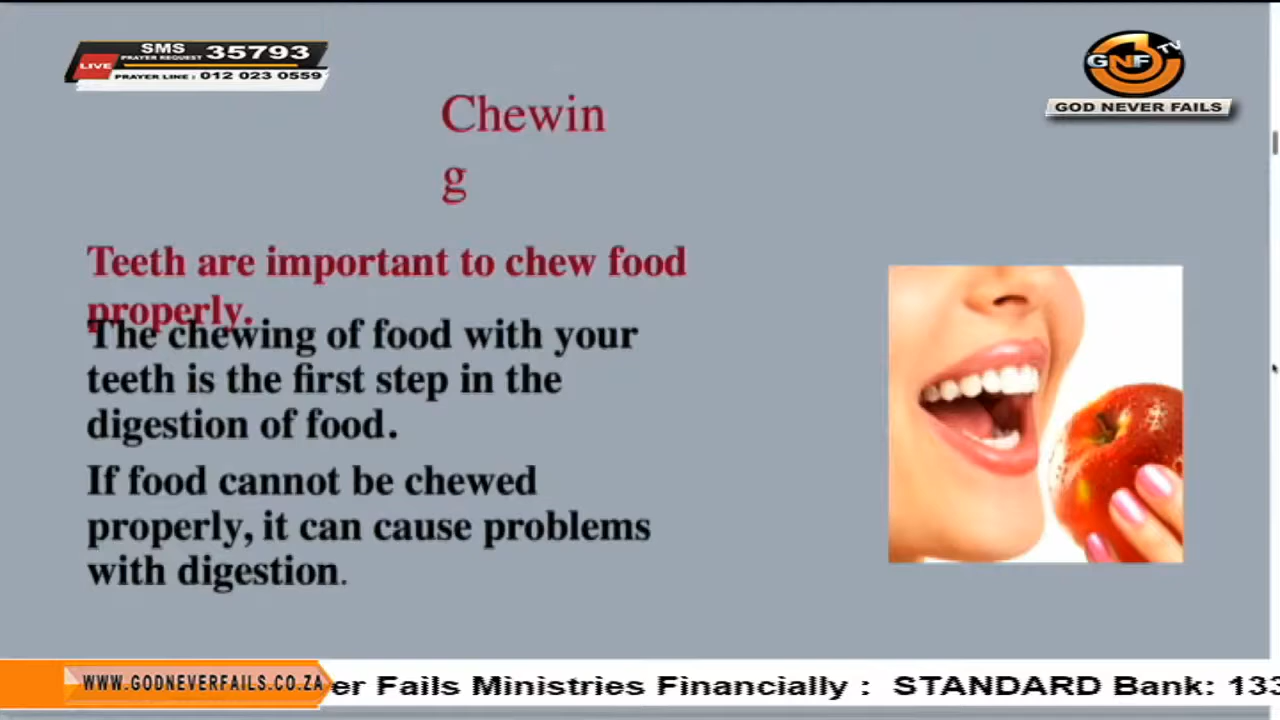 SMS
PRAYER REQUEST 35793
LIVE
PRAYER LINE : 012 023 0559
GNF TV
GOD NEVER FAILS
Chewin
g
Teeth are important to chew food
properly.
The chewing of food with your
teeth is the first step in the
digestion of food.
If food cannot be chewed
properly, it can cause problems
with digestion.
WWW.GODNEVERFAILS.CO.ZA
er Fails Ministries Financially : STANDARD Bank: 133